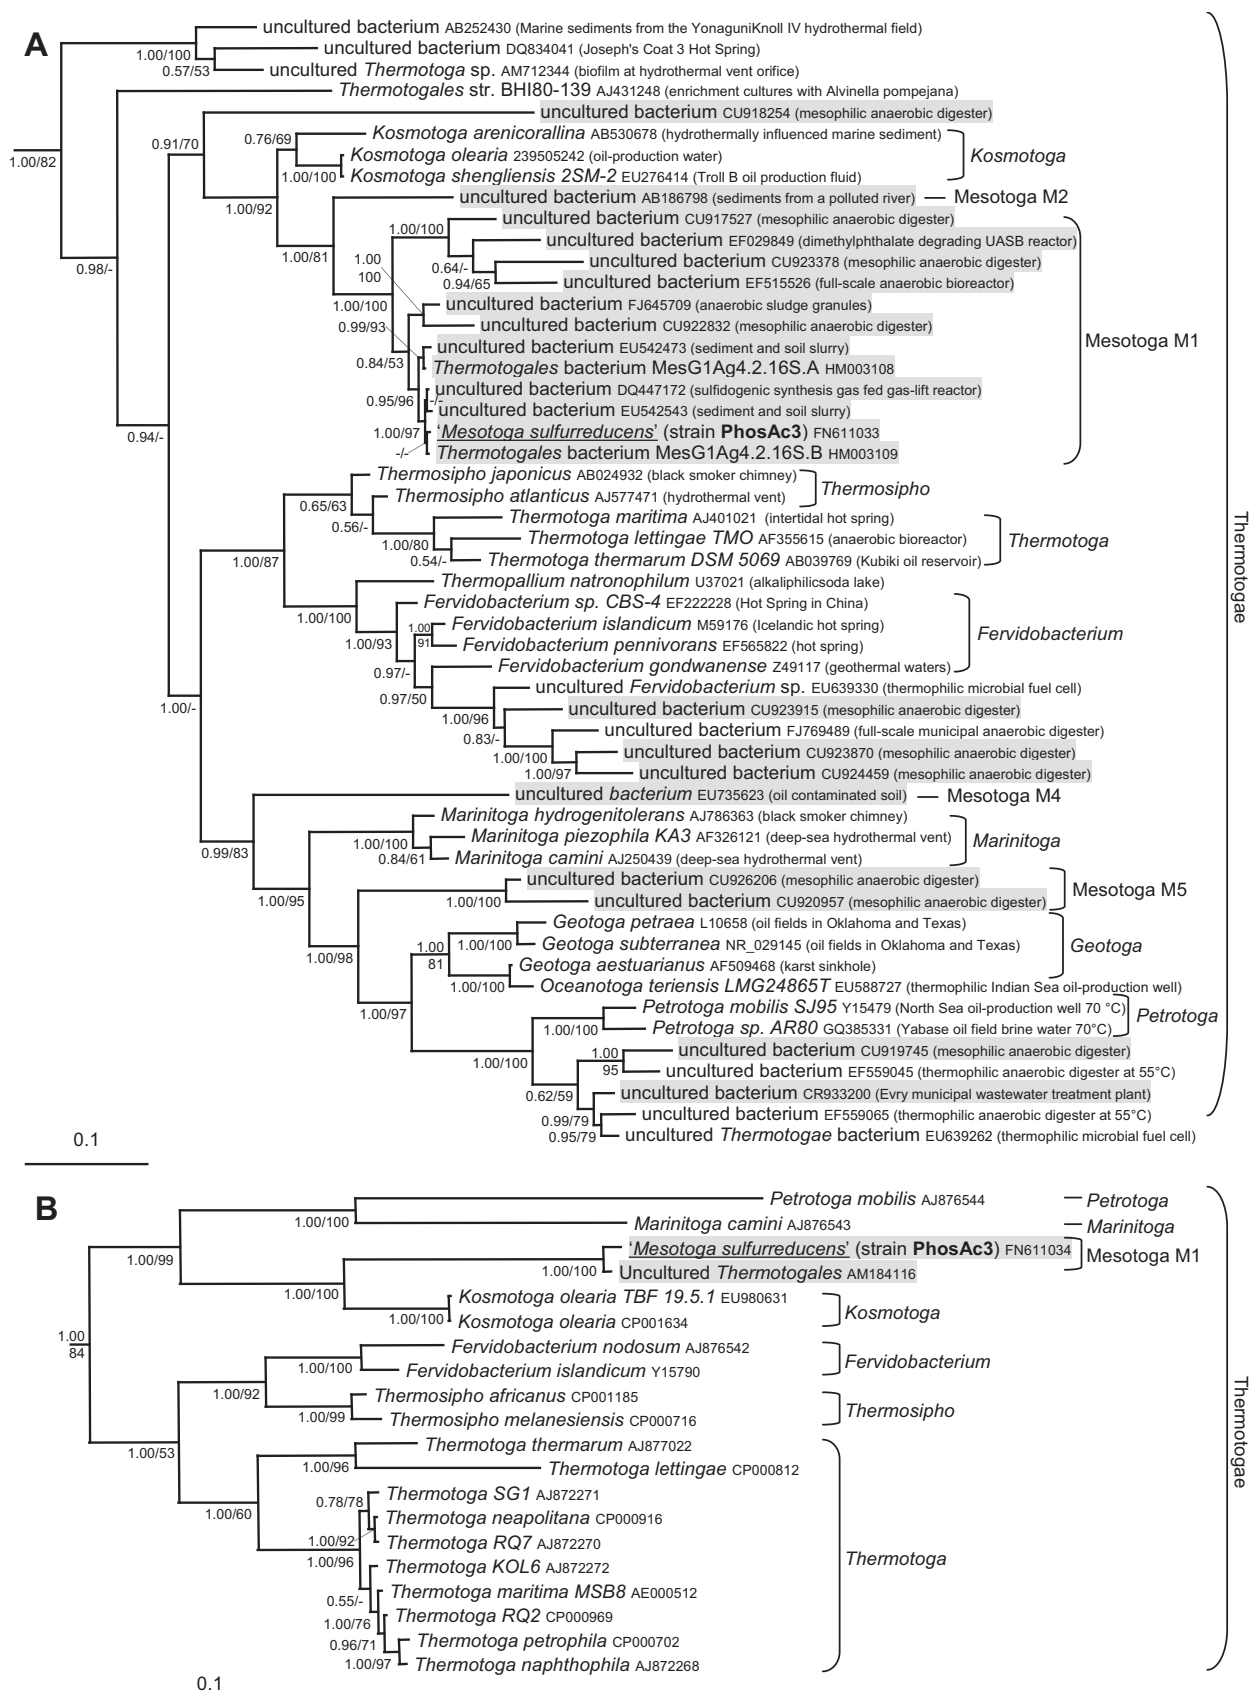 A
uncultured bacterium AB252430 (Marine sediments from the YonaguniKnoll IV hydrothermal field)
uncultured bacterium DQ834041 (Joseph's Coat 3 Hot Spring)
1.00/100
0.57/53
uncultured Thermotoga sp. AM712344 (biofilm at hydrothermal vent orifice)
Thermotogales str. BHI80-139 AJ431248 (enrichment cultures with Alvinella pompejana)
uncultured bacterium CU918254 (mesophilic anaerobic digester)
0.91/70
0.76/69
Kosmotoga arenicorallina AB530678 (hydrothermally influenced marine sediment)
1.00/82
Kosmotoga olearia 239505242 (oil-production water)
Kosmotoga
1.00/100
Kosmotoga shengliensis 2SM-2 EU276414 (Troll B oil production fluid)
uncultured bacterium AB186798 (sediments from a polluted river)
Mesotoga M2
1.00/92
uncultured bacterium CU917527 (mesophilic anaerobic digester)
1.00/100
uncultured bacterium EF029849 (dimethylphthalate degrading UASB reactor)
1.00/81
1.00
100
0.98/-
0.64/-
uncultured bacterium CU923378 (mesophilic anaerobic digester)
0.94/65
uncultured bacterium EF515526 (full-scale anaerobic bioreactor)
1.00/100
uncultured bacterium FJ645709 (anaerobic sludge granules)
0.99/93
uncultured bacterium CU922832 (mesophilic anaerobic digester)
Mesotoga M1
uncultured bacterium EU542473 (sediment and soil slurry)
0.84/53
Thermotogales bacterium MesG1Ag4.2.16S.A HM003108
uncultured bacterium DQ447172 (sulfidogenic synthesis gas fed gas-lift reactor)
0.95/96
-/-
uncultured bacterium EU542543 (sediment and soil slurry)
1.00/97
'Mesotoga sulfurreducens' (strain PhosAc3) FN611033
0.94/-
-/-
Thermotogales bacterium MesG1Ag4.2.16S.B HM003109
Thermosipho japonicus AB024932 (black smoker chimney)
Thermosipho
0.65/63
Thermosipho atlanticus AJ577471 (hydrothermal vent)
0.56/-
Thermotoga maritima AJ401021 (intertidal hot spring)
Thermotogae
1.00/80
Thermotoga lettingae TMO AF355615 (anaerobic bioreactor)
Thermotoga
1.00/87
0.54/-
Thermotoga thermarum DSM 5069 AB039769 (Kubiki oil reservoir)
Thermopallium natronophilum U37021 (alkaliphilicsoda lake)
Fervidobacterium sp. CBS-4 EF222228 (Hot Spring in China)
1.00/100
1.00
91
Fervidobacterium islandicum M59176 (Icelandic hot spring)
Fervidobacterium
1.00/93
Fervidobacterium pennivorans EF565822 (hot spring)
0.97/-
Fervidobacterium gondwanense Z49117 (geothermal waters)
0.97/50
uncultured Fervidobacterium sp. EU639330 (thermophilic microbial fuel cell)
1.00/-
1.00/96
uncultured bacterium CU923915 (mesophilic anaerobic digester)
0.83/-
uncultured bacterium FJ769489 (full-scale municipal anaerobic digester)
1.00/100
uncultured bacterium CU923870 (mesophilic anaerobic digester)
1.00/97
uncultured bacterium CU924459 (mesophilic anaerobic digester)
uncultured bacterium EU735623 (oil contaminated soil)
Mesotoga M4
Marinitoga hydrogenitolerans AJ786363 (black smoker chimney)
0.99/83
1.00/100
Marinitoga piezophila KA3 AF326121 (deep-sea hydrothermal vent)
Marinitoga
0.84/61
Marinitoga camini AJ250439 (deep-sea hydrothermal vent)
uncultured bacterium CU926206 (mesophilic anaerobic digester)
Mesotoga M5
1.00/95
1.00/100
uncultured bacterium CU920957 (mesophilic anaerobic digester)
Geotoga petraea L10658 (oil fields in Oklahoma and Texas)
1.00/100
Geotoga subterranea NR_029145 (oil fields in Oklahoma and Texas)
Geotoga
1.00/98
1.00
81
Geotoga aestuarianus AF509468 (karst sinkhole)
1.00/100
Oceanotoga teriensis LMG24865T EU588727 (thermophilic Indian Sea oil-production well)
1.00/97
Petrotoga mobilis SJ95 Y15479 (North Sea oil-production well 70 °C)
Petrotoga
1.00/100
Petrotoga sp. AR80 GQ385331 (Yabase oil field brine water 70°C)
1.00/100
1.00
95
uncultured bacterium CU919745 (mesophilic anaerobic digester)
uncultured bacterium EF559045 (thermophilic anaerobic digester at 55°C)
0.62/59
uncultured bacterium CR933200 (Evry municipal wastewater treatment plant)
0.99/79
uncultured bacterium EF559065 (thermophilic anaerobic digester at 55°C)
0.95/79
uncultured Thermotogae bacterium EU639262 (thermophilic microbial fuel cell)
0.1
B
Petrotoga mobilis AJ876544
Petrotoga
1.00/100
Marinitoga camini AJ876543
Marinitoga
1.00/99
'Mesotoga sulfurreducens' (strain PhosAc3) FN611034
Mesotoga M1
1.00/100
Uncultured Thermotogales AM184116
1.00/100
Kosmotoga olearia TBF 19.5.1 EU980631
Kosmotoga
1.00/100
Kosmotoga olearia CP001634
1.00
84
Fervidobacterium nodosum AJ876542
Fervidobacterium
1.00/100
Fervidobacterium islandicum Y15790
1.00/92
Thermosipho africanus CP001185
Thermosipho
1.00/99
Thermosipho melanesiensis CP000716
Thermotogae
1.00/53
Thermotoga thermarum AJ877022
1.00/96
Thermotoga lettingae CP000812
0.78/78
Thermotoga SG1 AJ872271
1.00/60
Thermotoga neapolitana CP000916
1.00/92
Thermotoga RQ7 AJ872270
1.00/96
Thermotoga KOL6 AJ872272
Thermotoga
Thermotoga maritima MSB8 AE000512
0.55/-
Thermotoga RQ2 CP000969
1.00/76
0.96/71
Thermotoga petrophila CP000702
1.00/97
Thermotoga naphthophila AJ872268
0.1